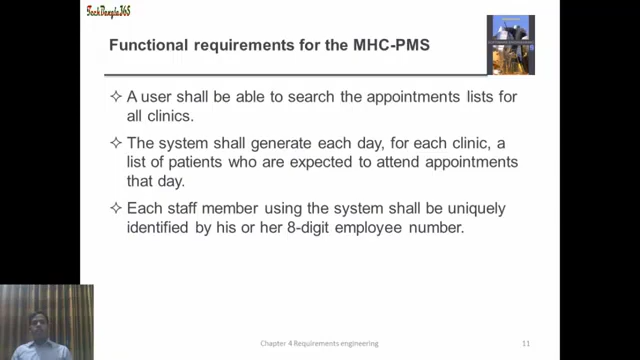 TechBangla365
Functional requirements for the MHC-PMS
A user shall be able to search the appointments lists for
all clinics.
The system shall generate each day, for each clinic, a
list of patients who are expected to attend appointments
that day.
Each staff member using the system shall be uniquely
identified by his or her 8-digit employee number.
Chapter 4 Requirements engineering
11